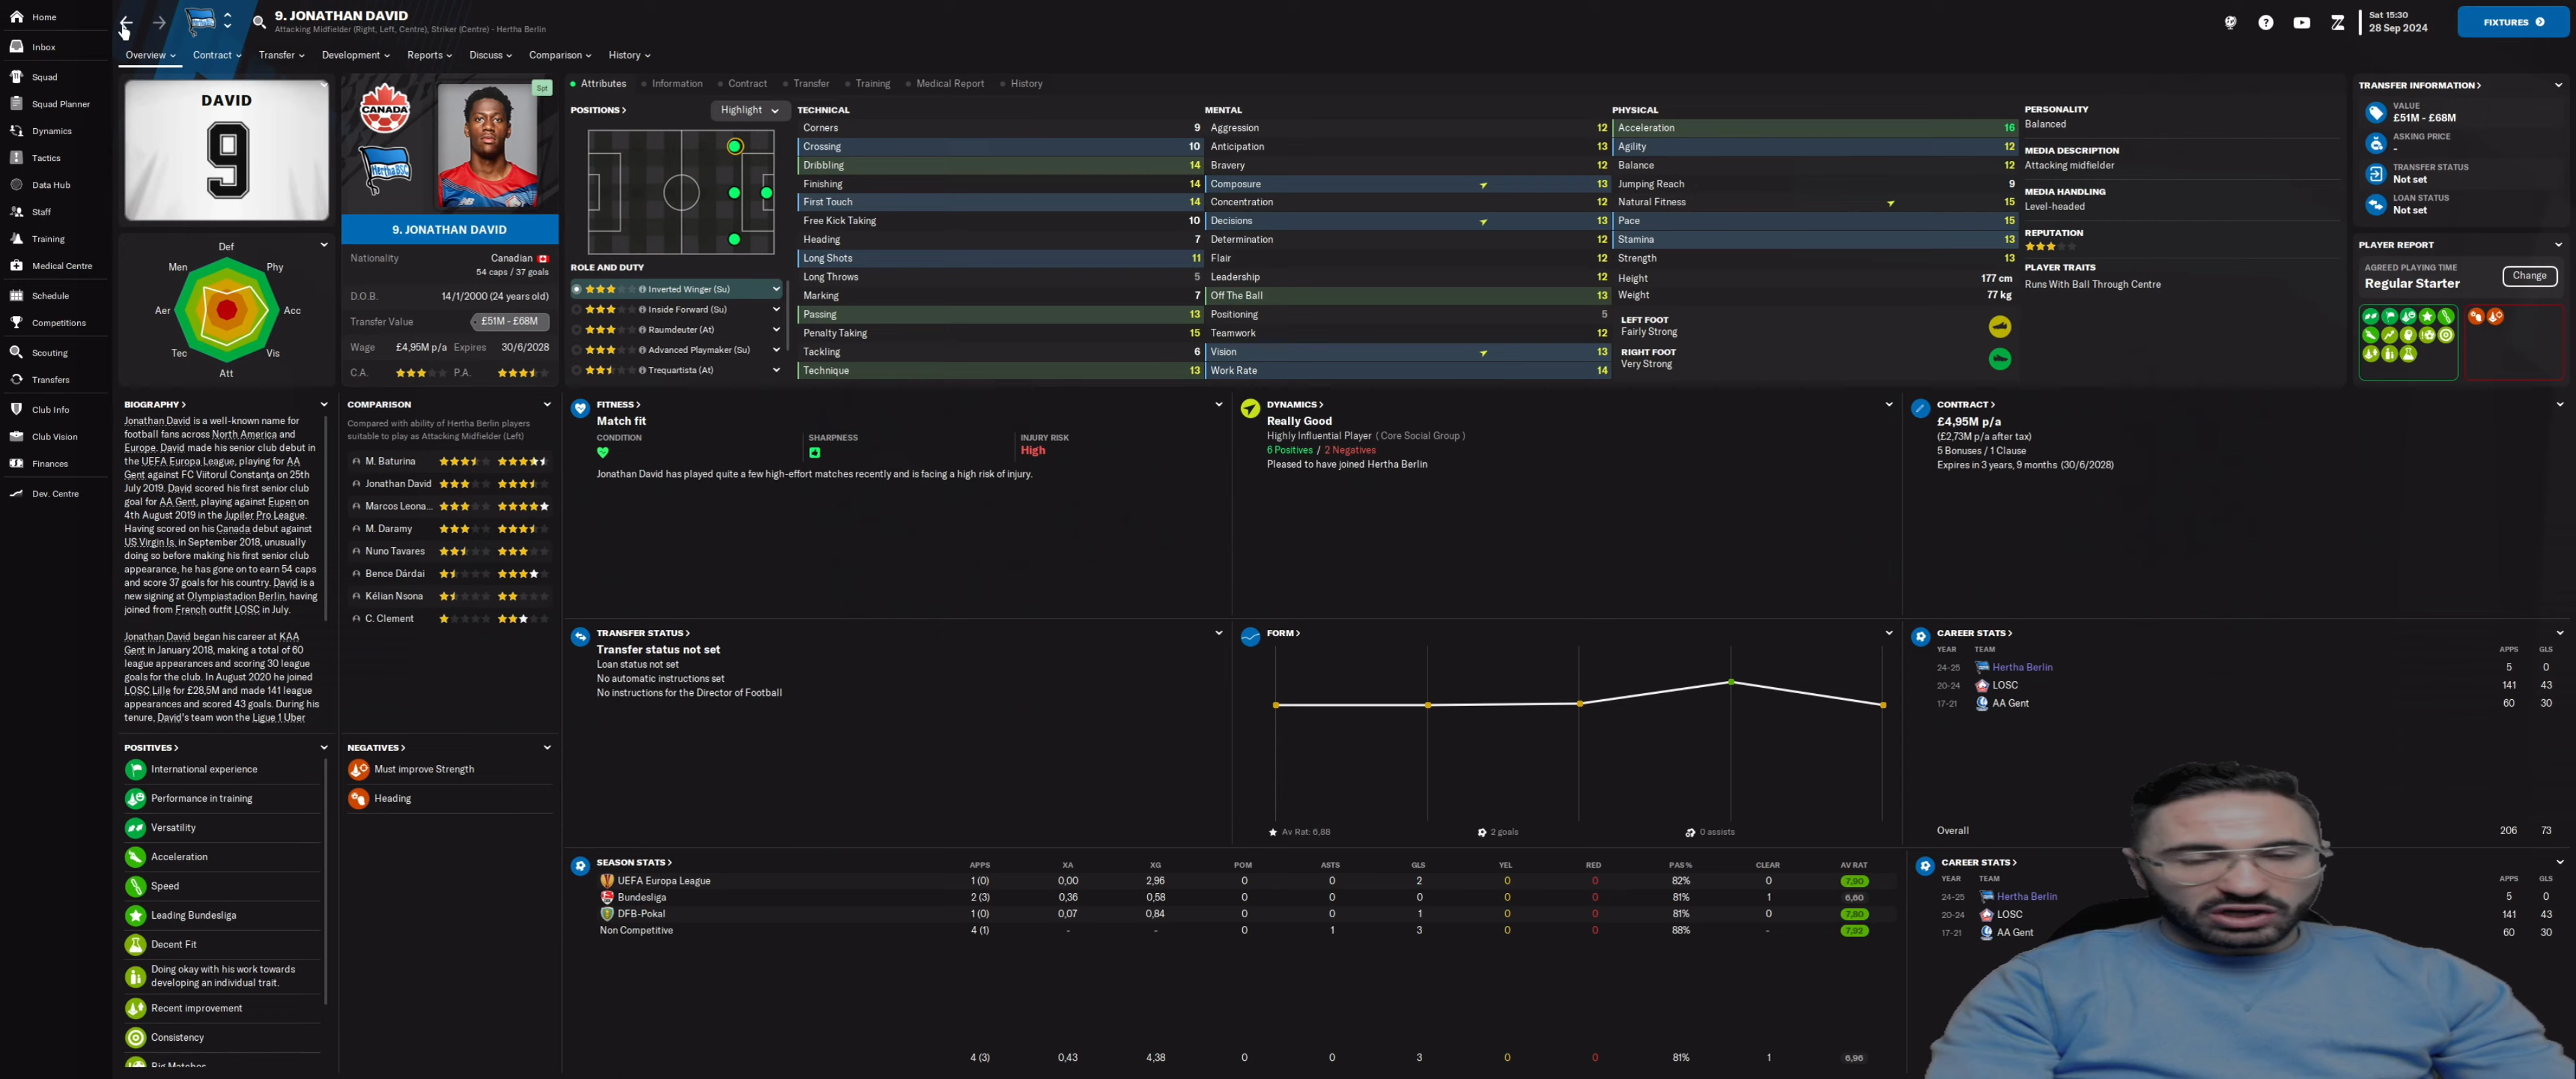 Home
Inbox
Squad
Squad Planner
Dynamics
Tactics
Data Hub
Staff
Training
Medical Centre
Schedule
Competitions
Scouting
Transfers
Club Info
Club Vision
Finances
Dev. Centre
9. JONATHAN DAVID
Attacking Midfielder (Right, Left, Centre), Striker (Centre) - Hertha Berlin
Sat 15:30
28 Sep 2024
FIXTURES
Overview
Contract
Transfer
Development
Reports
Discuss
Comparison
History
DAVID
9
CANADA
Hertha BSC
Spt
9. JONATHAN DAVID
Nationality Canadian
54 caps / 37 goals
D.O.B. 14/1/2000 (24 years old)
Transfer Value £51M - £68M
Wage £4,95M p/a Expires 30/6/2028
C.A. P.A.
Def
Men Phy
Aer Acc
Tec Vis
Att
Attributes
Information
Contract
Transfer
Training
Medical Report
History
POSITIONS >
Highlight
ROLE AND DUTY
Inverted Winger (Su)
Inside Forward (Su)
Raumdeuter (At)
Advanced Playmaker (Su)
Trequartista (At)
TECHNICAL
Corners 9
Crossing 10
Dribbling 14
Finishing 14
First Touch 14
Free Kick Taking 10
Heading 7
Long Shots 11
Long Throws 5
Marking 7
Passing 13
Penalty Taking 15
Tackling 6
Technique 13
MENTAL
Aggression 12
Anticipation 13
Bravery 12
Composure 13
Concentration 12
Decisions 13
Determination 12
Flair 12
Leadership 12
Off The Ball 13
Positioning 5
Teamwork 12
Vision 13
Work Rate 14
PHYSICAL
Acceleration 16
Agility 12
Balance 12
Jumping Reach 9
Natural Fitness 15
Pace 15
Stamina 13
Strength 13
Height 177 cm
Weight 77 kg
LEFT FOOT
Fairly Strong
RIGHT FOOT
Very Strong
PERSONALITY
Balanced
MEDIA DESCRIPTION
Attacking midfielder
MEDIA HANDLING
Level-headed
REPUTATION
PLAYER TRAITS
Runs With Ball Through Centre
TRANSFER INFORMATION >
VALUE
£51M - £68M
ASKING PRICE
-
TRANSFER STATUS
Not set
LOAN STATUS
Not set
PLAYER REPORT
AGREED PLAYING TIME
Regular Starter
Change
BIOGRAPHY >
Jonathan David is a well-known name for
football fans across North America and
Europe. David made his senior club debut in
the UEFA Europa League, playing for AA
Gent against FC Viitorul Constanța on 25th
July 2019. David scored his first senior club
goal for AA Gent, playing against Eupen on
4th August 2019 in the Jupiler Pro League.
Having scored on his Canada debut against
US Virgin Is. in September 2018, unusually
doing so before making his first senior club
appearance, he has gone on to earn 54 caps
and score 37 goals for his country. David is a
new signing at Olympiastadion Berlin, having
joined from French outfit LOSC in July.
Jonathan David began his career at KAA
Gent in January 2018, making a total of 60
league appearances and scoring 30 league
goals for the club. In August 2020 he joined
LOSC Lille for £28,5M and made 141 league
appearances and scored 43 goals. During his
tenure, David's team won the Ligue 1 Uber
COMPARISON
Compared with ability of Hertha Berlin players
suitable to play as Attacking Midfielder (Left)
M. Baturina
Jonathan David
Marcos Leona...
M. Daramy
Nuno Tavares
Bence Dárdai
Kélian Nsona
C. Clement
FITNESS >
Match fit
CONDITION
SHARPNESS
INJURY RISK
High
Jonathan David has played quite a few high-effort matches recently and is facing a high risk of injury.
DYNAMICS >
Really Good
Highly Influential Player ( Core Social Group )
6 Positives / 2 Negatives
Pleased to have joined Hertha Berlin
CONTRACT >
£4,95M p/a
(£2,73M p/a after tax)
5 Bonuses / 1 Clause
Expires in 3 years, 9 months (30/6/2028)
TRANSFER STATUS >
Transfer status not set
Loan status not set
No automatic instructions set
No instructions for the Director of Football
FORM >
Av Rat: 6,88
2 goals
0 assists
CAREER STATS >
YEAR TEAM APPS GLS
24-25 Hertha Berlin 5 0
20-24 LOSC 141 43
17-21 AA Gent 60 30
Overall 206 73
POSITIVES >
International experience
Performance in training
Versatility
Acceleration
Speed
Leading Bundesliga
Decent Fit
Doing okay with his work towards
developing an individual trait.
Recent improvement
Consistency
Big Matches
NEGATIVES >
Must improve Strength
Heading
SEASON STATS > APPS XA XG POM ASTS GLS YEL RED PAS% CLEAR AV RAT
UEFA Europa League 1 (0) 0,00 2,96 0 0 2 0 0 82% 0 7,90
Bundesliga 2 (3) 0,36 0,58 0 0 0 0 0 81% 1 6,60
DFB-Pokal 1 (0) 0,07 0,84 0 0 1 0 0 81% 0 7,80
Non Competitive 4 (1) - - 0 1 3 0 0 88% - 7,92
4 (3) 0,43 4,38 0 0 3 0 0 81% 1 6,96
CAREER STATS >
YEAR TEAM APPS GLS
24-25 Hertha Berlin 5 0
20-24 LOSC 141 43
17-21 AA Gent 60 30